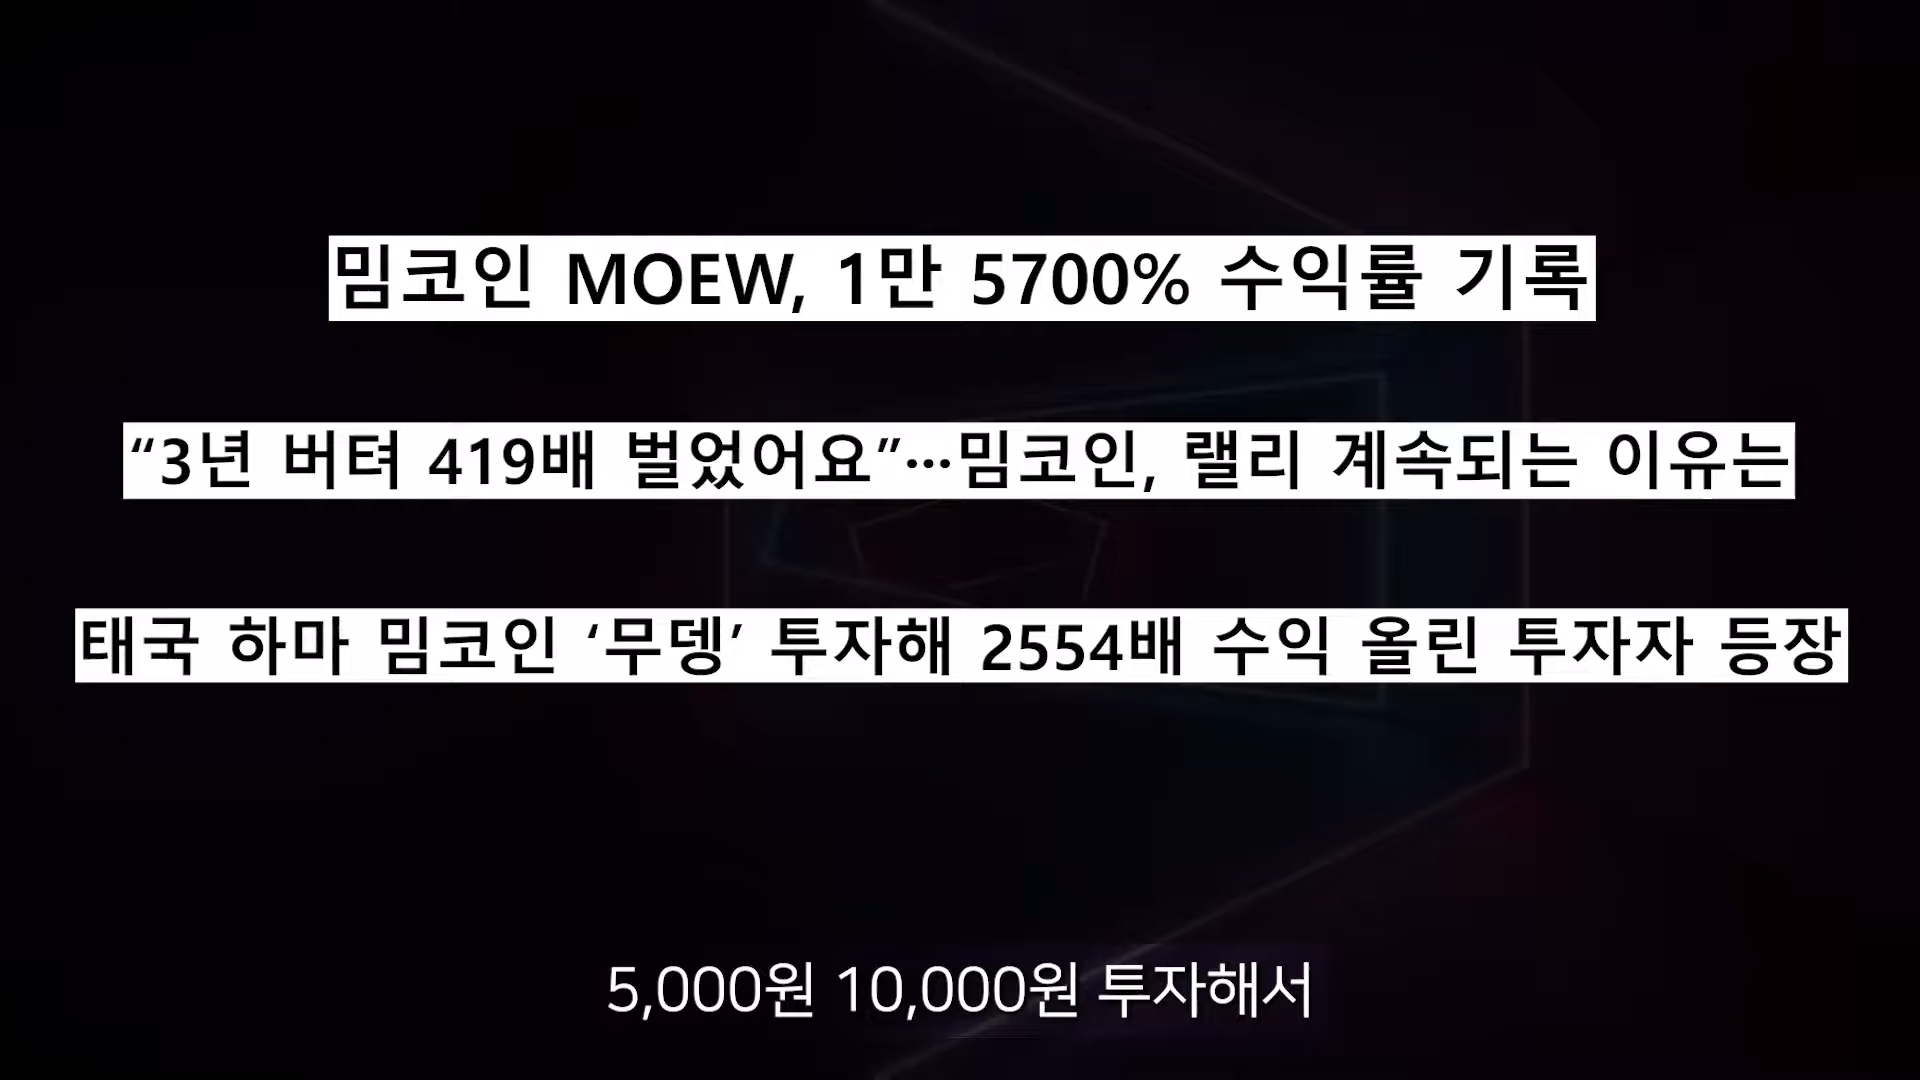 밈코인 MOEW, 1만 5700% 수익률 기록
“3년 버텨 419배 벌었어요”…밈코인, 랠리 계속되는 이유는
태국 하마 밈코인 ‘무뎅’ 투자해 2554배 수익 올린 투자자 등장
5,000원 10,000원 투자해서